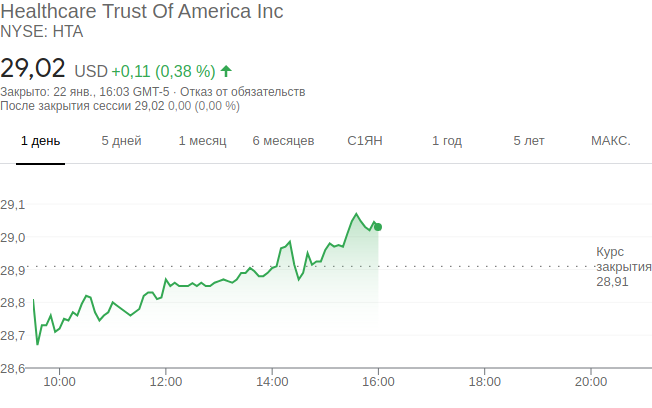 Healthcare Trust Of America Inc
NYSE: HTA
29,02 USD +0,11 (0,38 %)
Закрыто: 22 янв., 16:03 GMT-5 · Отказ от обязательств
После закрытия сессии 29,02 0,00 (0,00 %)
1 день 5 дней 1 месяц 6 месяцев С1ЯН 1 год 5 лет МАКС.
29,1
29,0
28,9
28,8
28,7
28,6
Курс
закрытия
28,91
10:00 12:00 14:00 16:00 18:00 20:00